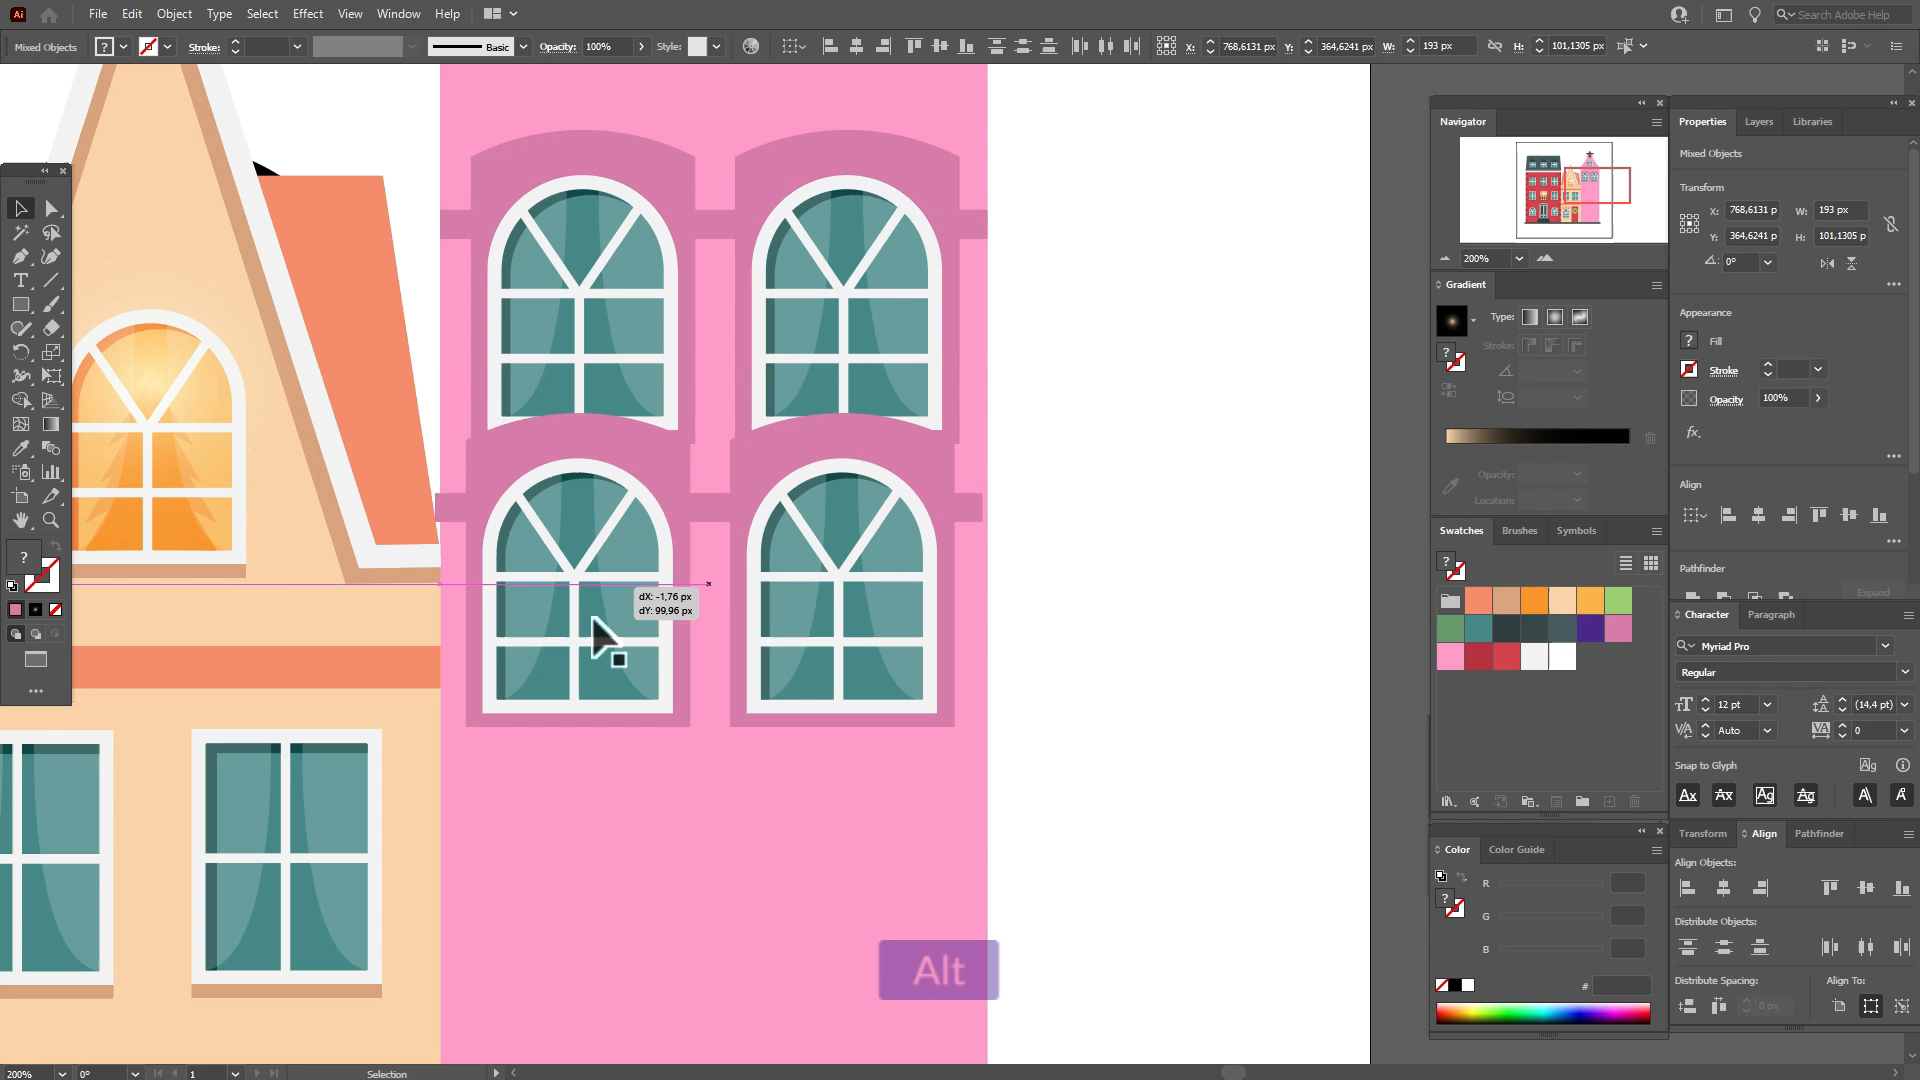 Ai File Edit Object Type Select Effect View Window Help Search Adobe Help
Mixed Objects ? Stroke: Basic Opacity: 100% Style: X: 768,6131 px Y: 364,6241 px W: 193 px H: 101,1305 px
Navigator
200%
Gradient
Type:
Stroke:
?
Opacity:
Location:
Swatches Brushes Symbols
?
Color Color Guide
?
R
G
B
#
Properties Layers Libraries
Mixed Objects
Transform
X: 768,6131 p W: 193 px
Y: 364,6241 p H: 101,1305 p
0°
Appearance
? Fill
Stroke
Opacity 100%
fx.
Align
Pathfinder
Expand
Character Paragraph
Myriad Pro
Regular
12 pt (14,4 pt)
Auto 0
Snap to Glyph
Transform Align Pathfinder
Align Objects:
Distribute Objects:
Distribute Spacing: Align To:
0 px
dX: -1,76 px
dY: 99,96 px
?
Alt
200% 0° 1 Selection